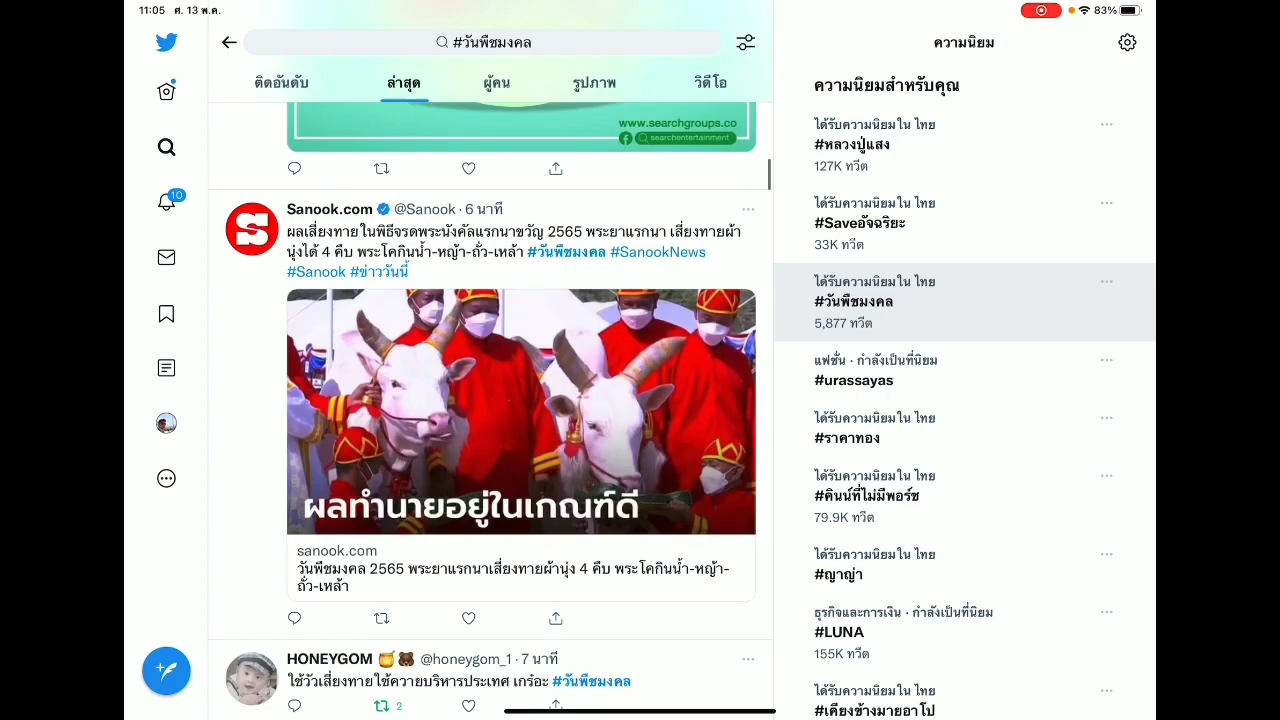 11:05 ศ. 13 พ.ค.
83%
#วันพืชมงคล
ติดอันดับ ล่าสุด ผู้คน รูปภาพ วิดีโอ
www.searchgroups.co
searchentertainment
Sanook.com @Sanook · 6 นาที
ผลเสี่ยงทายในพิธีจรดพระนังคัลแรกนาขวัญ 2565 พระยาแรกนา เสี่ยงทายผ้า
นุ่งได้ 4 คืบ พระโคกินน้ำ-หญ้า-ถั่ว-เหล้า #วันพืชมงคล #SanookNews
#Sanook #ข่าววันนี้
ผลทำนายอยู่ในเกณฑ์ดี
sanook.com
วันพืชมงคล 2565 พระยาแรกนาเสี่ยงทายผ้านุ่ง 4 คืบ พระโคกินน้ำ-หญ้า-
ถั่ว-เหล้า
HONEYGOM @honeygom_1 · 7 นาที
ใช้วัวเสี่ยงทาย ใช้ควายบริหารประเทศ เกร๋อะ #วันพืชมงคล
2
10
ความนิยม
ความนิยมสำหรับคุณ
ได้รับความนิยมใน ไทย
#หลวงปู่แสง
127K ทวีต
ได้รับความนิยมใน ไทย
#Saveอัจฉริยะ
33K ทวีต
ได้รับความนิยมใน ไทย
#วันพืชมงคล
5,877 ทวีต
แฟชั่น · กำลังเป็นที่นิยม
#urassayas
ได้รับความนิยมใน ไทย
#ราคาทอง
ได้รับความนิยมใน ไทย
#คินน์ที่ไม่มีพอร์ช
79.9K ทวีต
ได้รับความนิยมใน ไทย
#ญาญ่า
ธุรกิจและการเงิน · กำลังเป็นที่นิยม
#LUNA
155K ทวีต
ได้รับความนิยมใน ไทย
#เคียงข้างมายอาโป